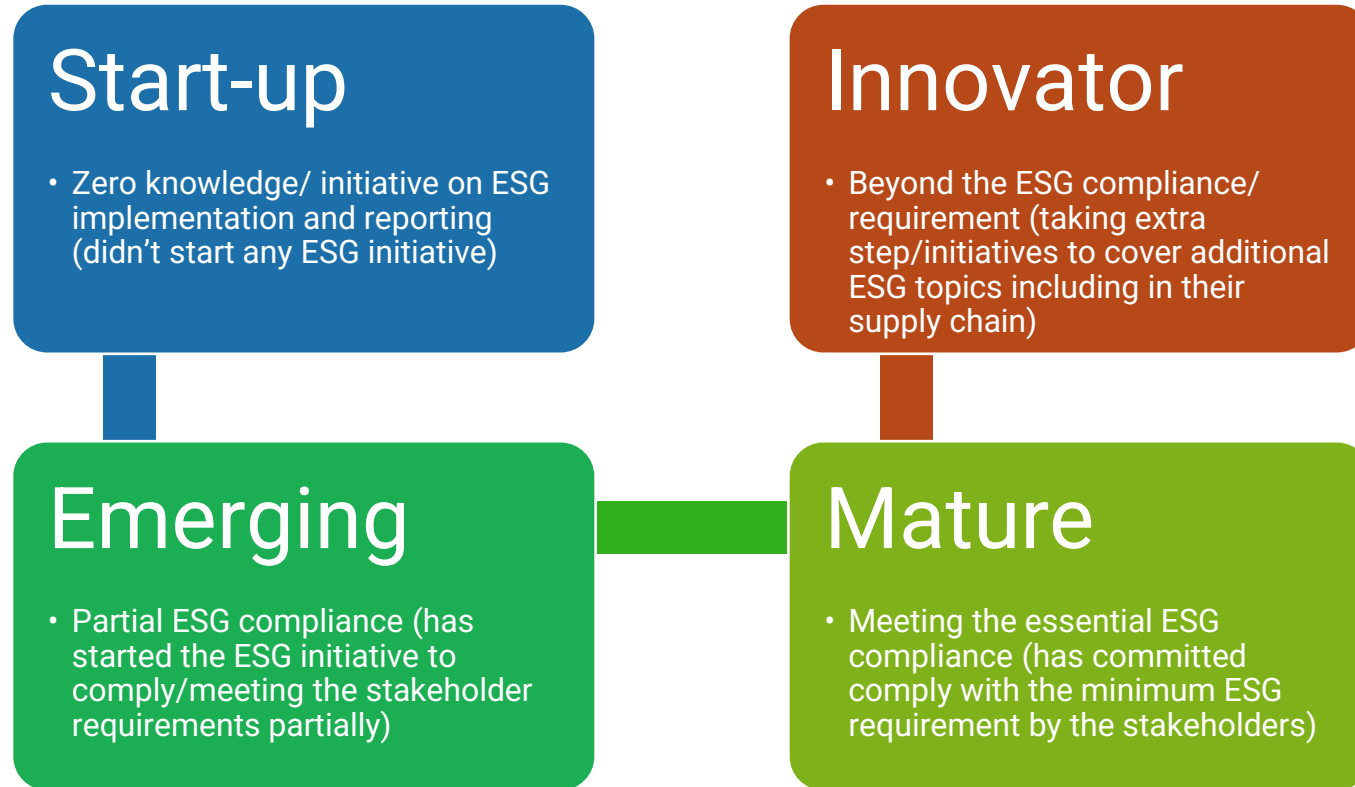 Start-up
• Zero knowledge/ initiative on ESG
implementation and reporting
(didn’t start any ESG initiative)
Emerging
• Partial ESG compliance (has
started the ESG initiative to
comply/meeting the stakeholder
requirements partially)
Mature
• Meeting the essential ESG
compliance (has committed
comply with the minimum ESG
requirement by the stakeholders)
Innovator
• Beyond the ESG compliance/
requirement (taking extra
step/initiatives to cover additional
ESG topics including in their
supply chain)